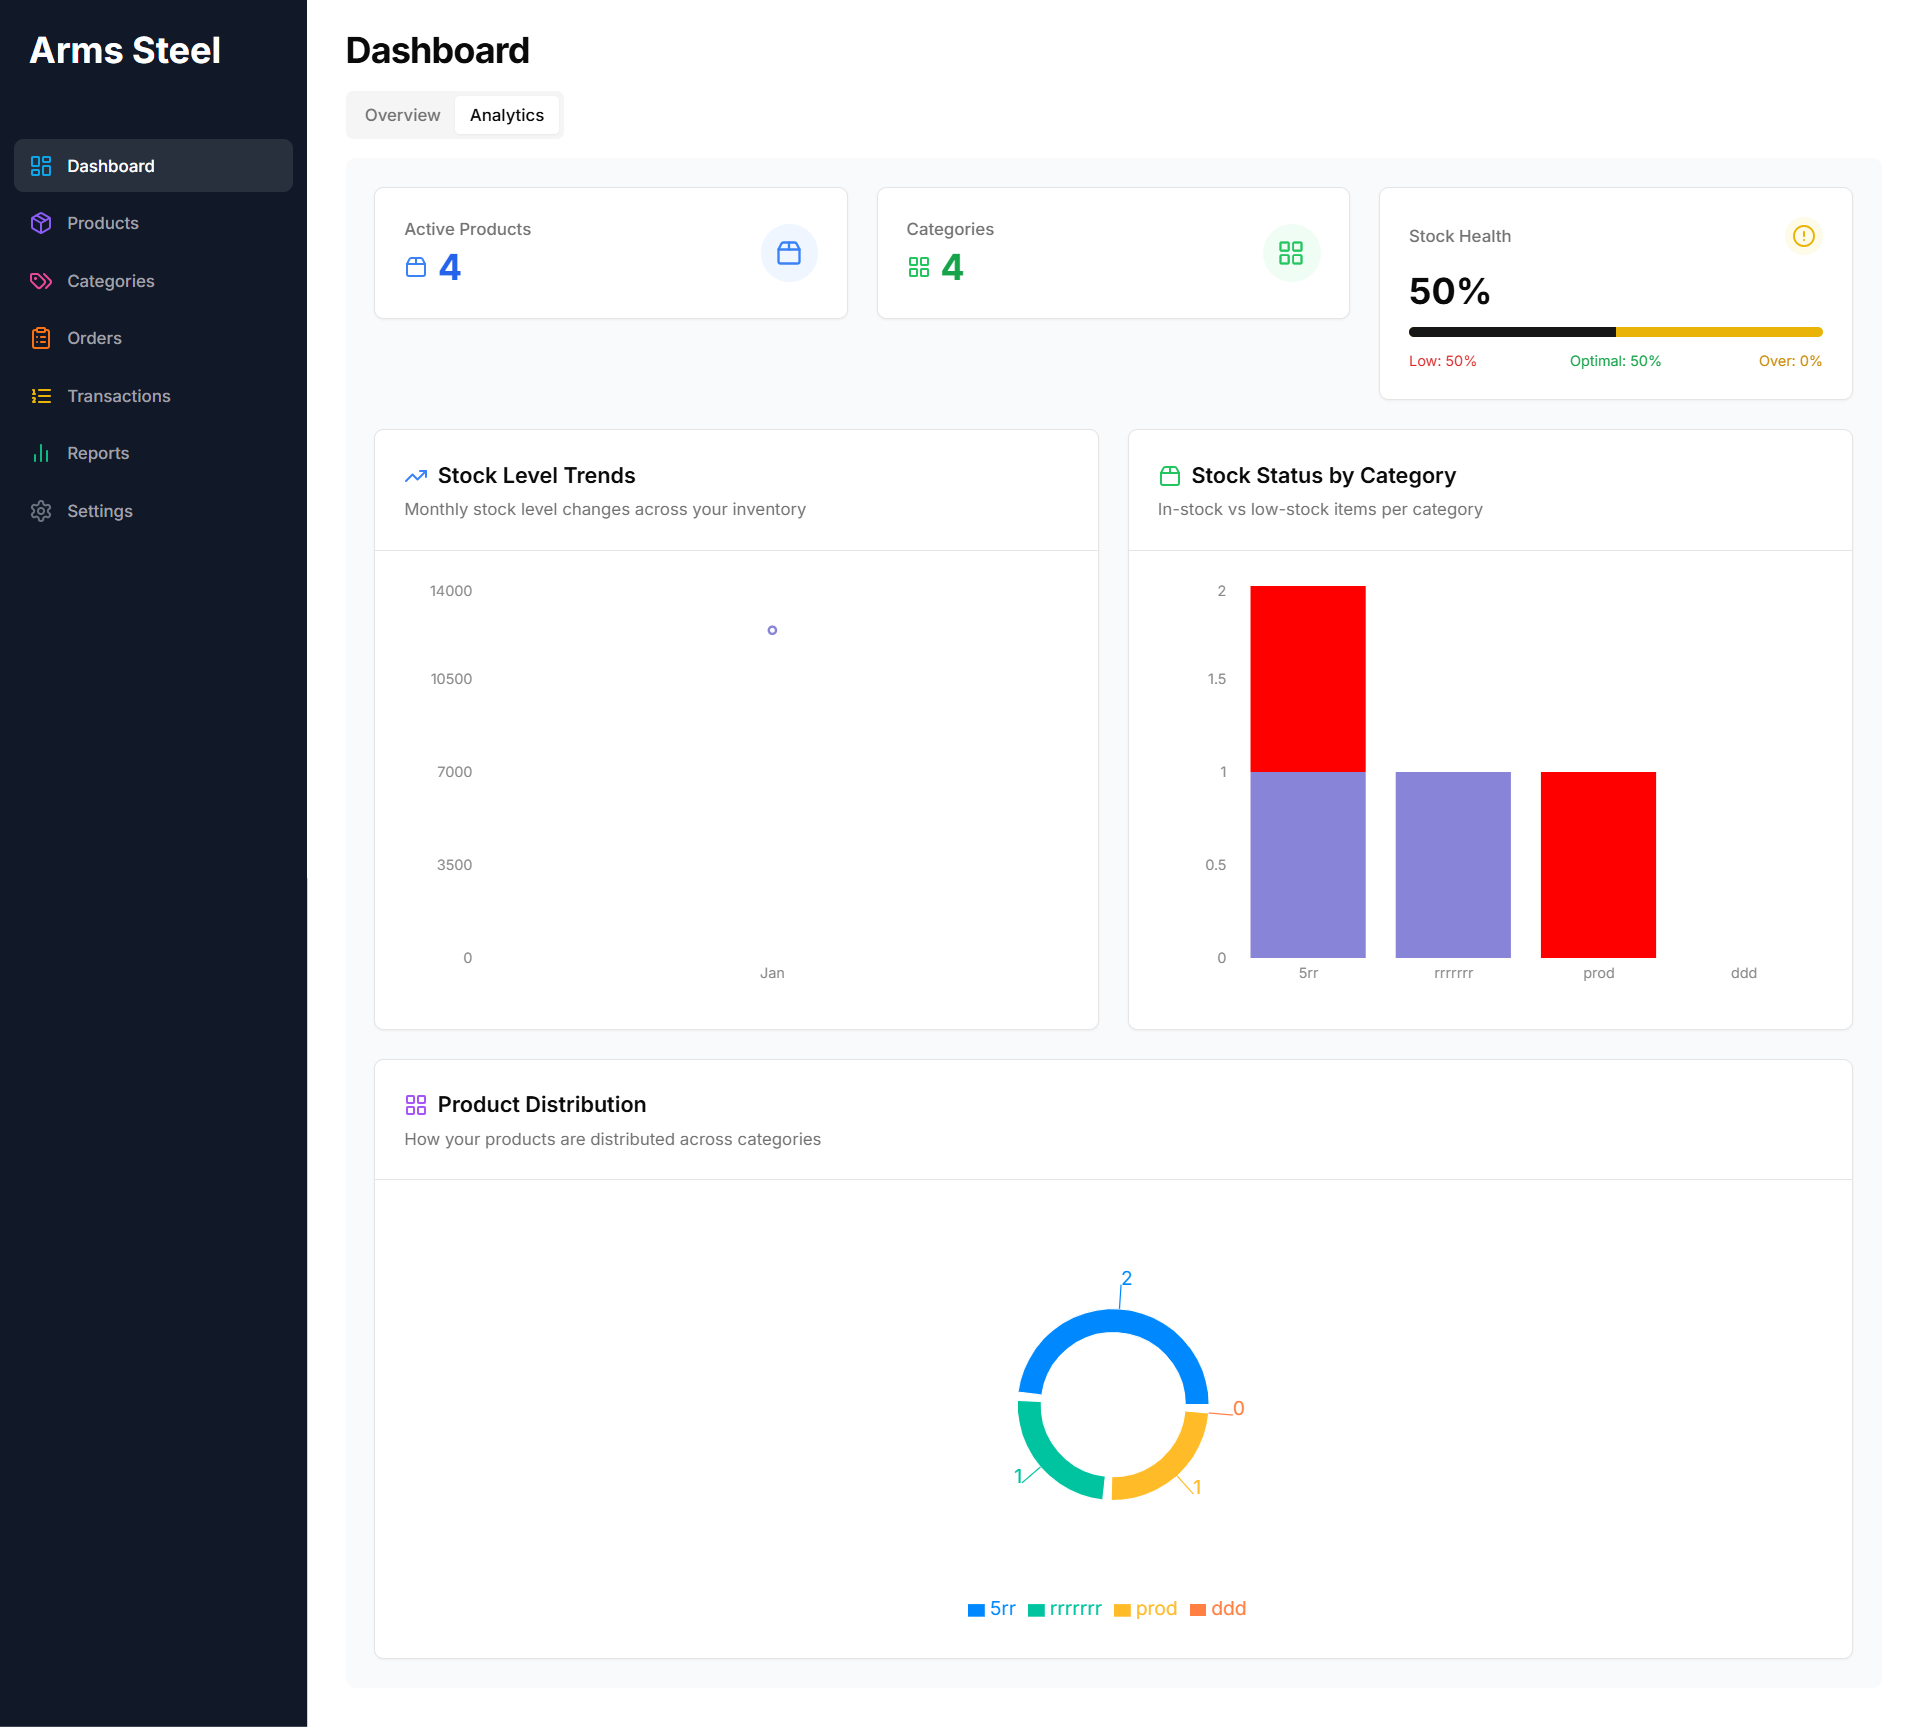 Arms Steel
Dashboard
Products
Categories
Orders
Transactions
Reports
Settings
Dashboard
Overview
Analytics
Active Products
4
Categories
4
Stock Health
50%
Low: 50%
Optimal: 50%
Over: 0%
Stock Level Trends
Monthly stock level changes across your inventory
14000
10500
7000
3500
0
Jan
Stock Status by Category
In-stock vs low-stock items per category
2
1.5
1
0.5
0
5rr
rrrrrrr
prod
ddd
Product Distribution
How your products are distributed across categories
2
0
1
1
5rr
rrrrrrr
prod
ddd